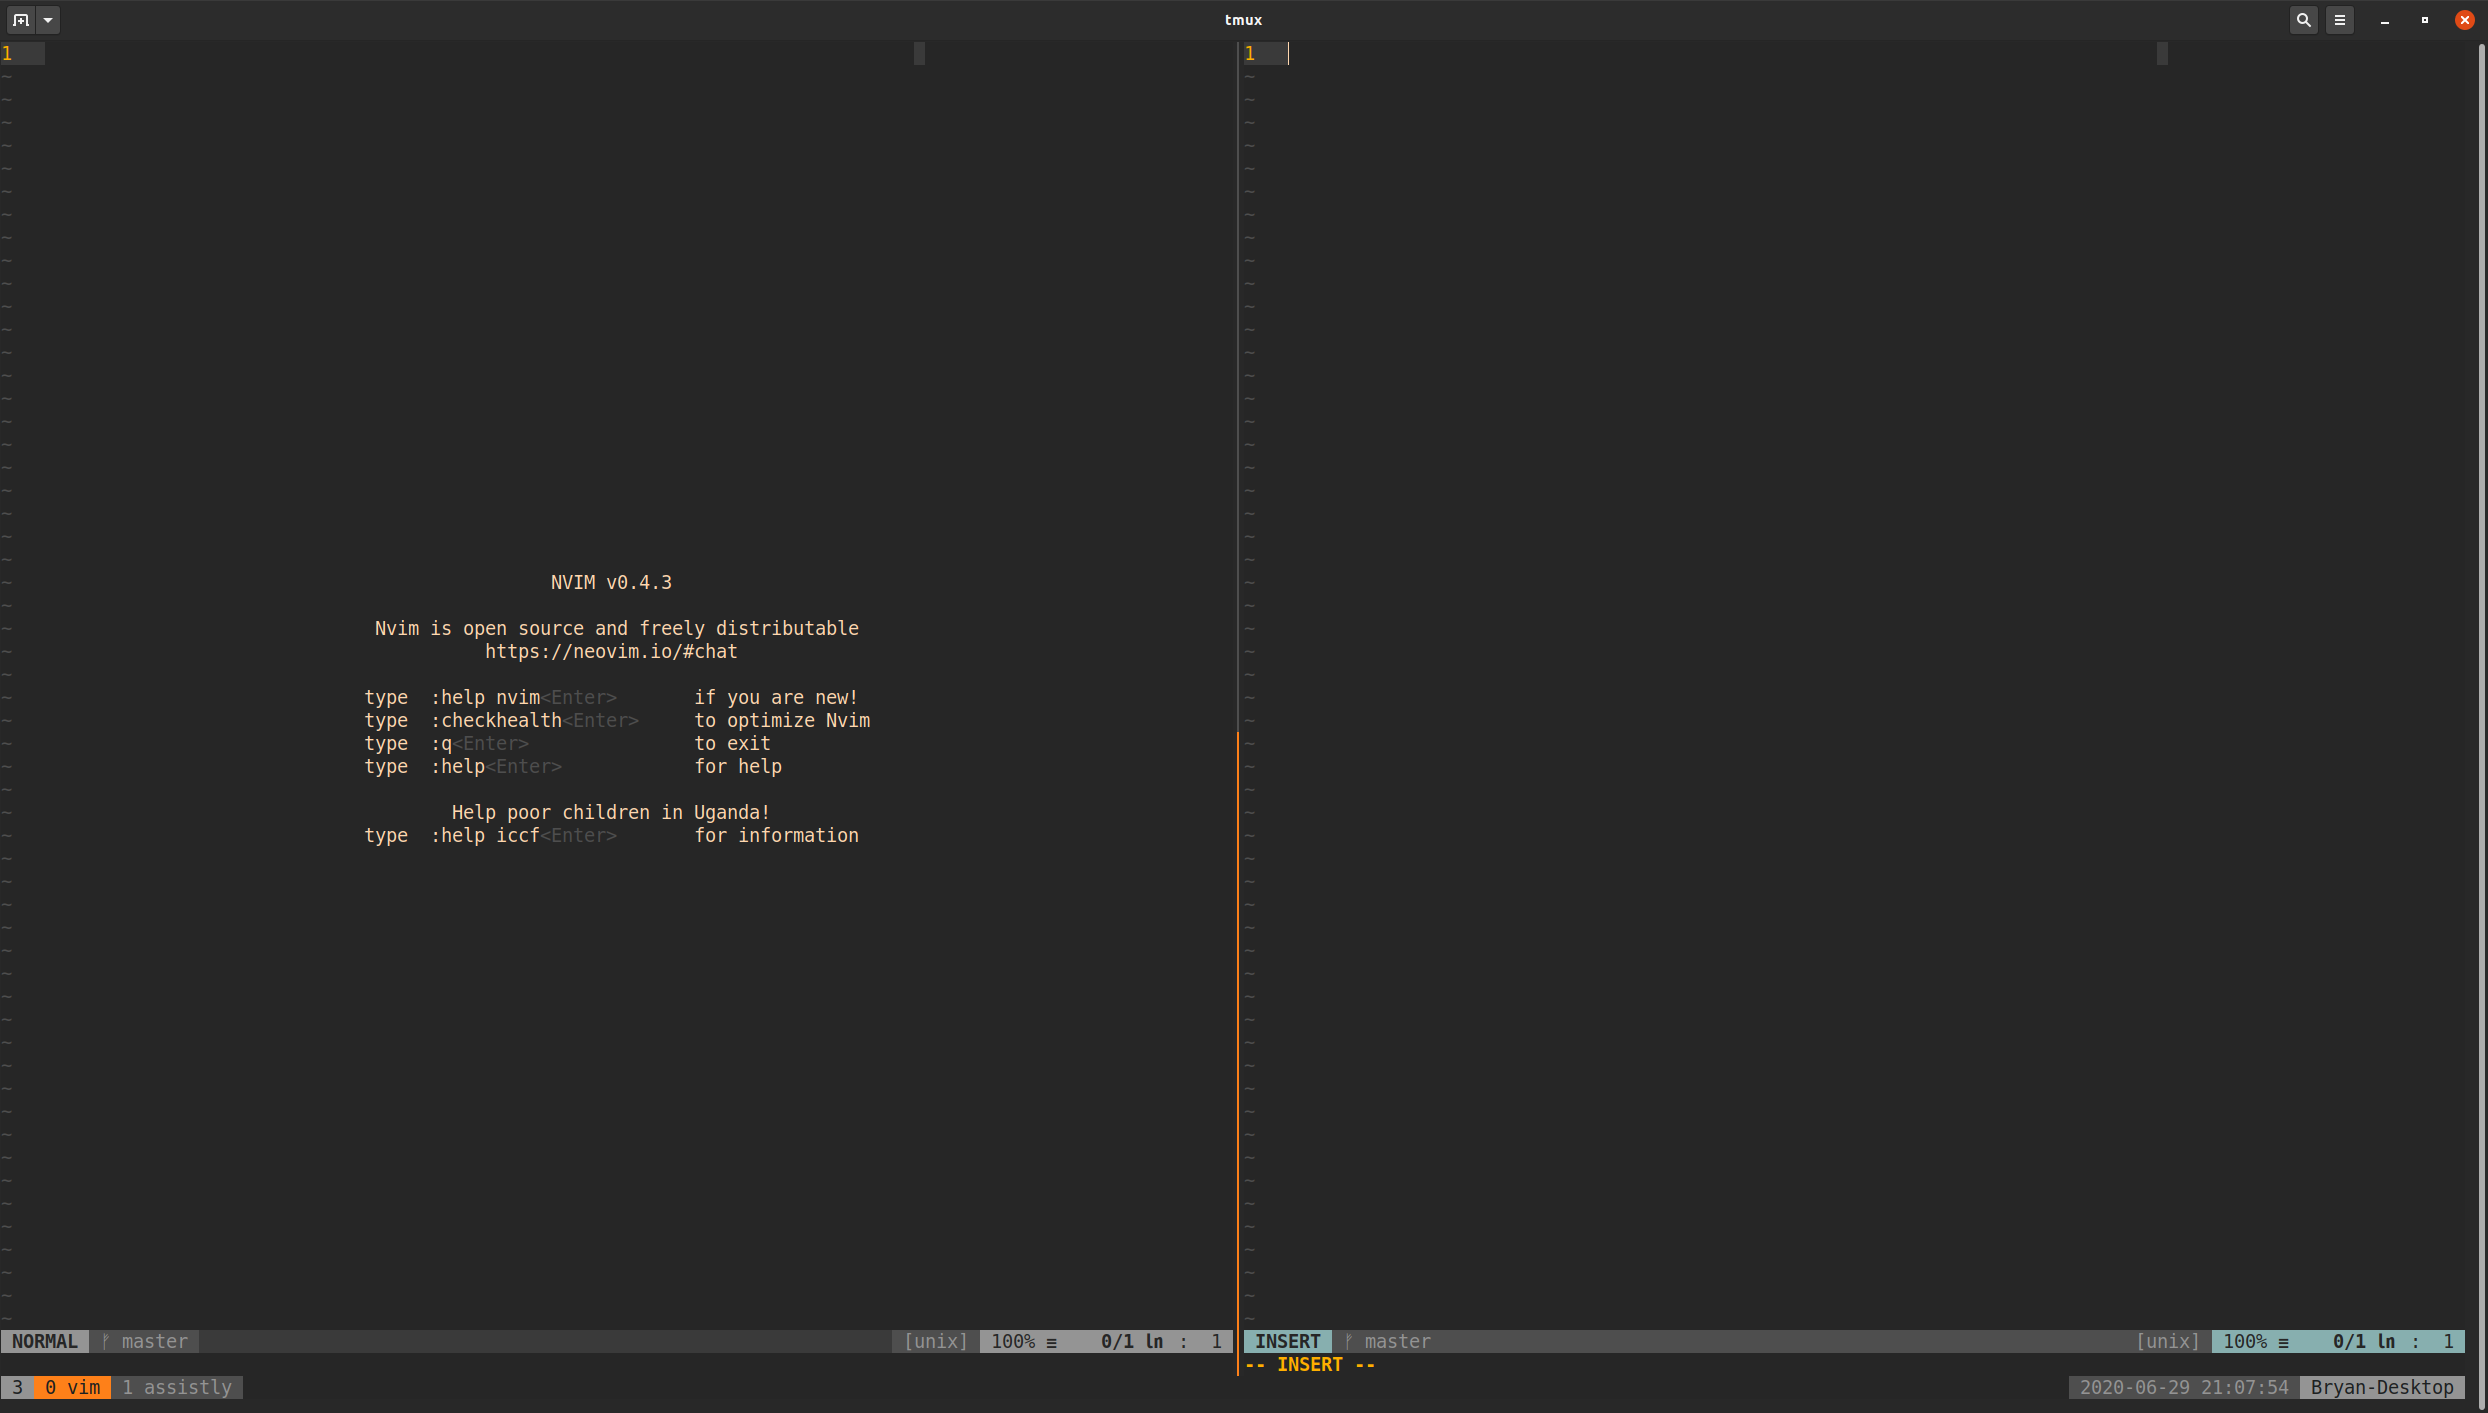 tmux
1
1
NVIM v0.4.3
Nvim is open source and freely distributable
https://neovim.io/#chat
type :help nvim<Enter> if you are new!
type :checkhealth<Enter> to optimize Nvim
type :q<Enter> to exit
type :help<Enter> for help
Help poor children in Uganda!
type :help iccf<Enter> for information
NORMAL master [unix] 100% ≡ 0/1 ln : 1
INSERT master [unix] 100% ≡ 0/1 ln : 1
-- INSERT --
3 0 vim 1 assistly 2020-06-29 21:07:54 Bryan-Desktop